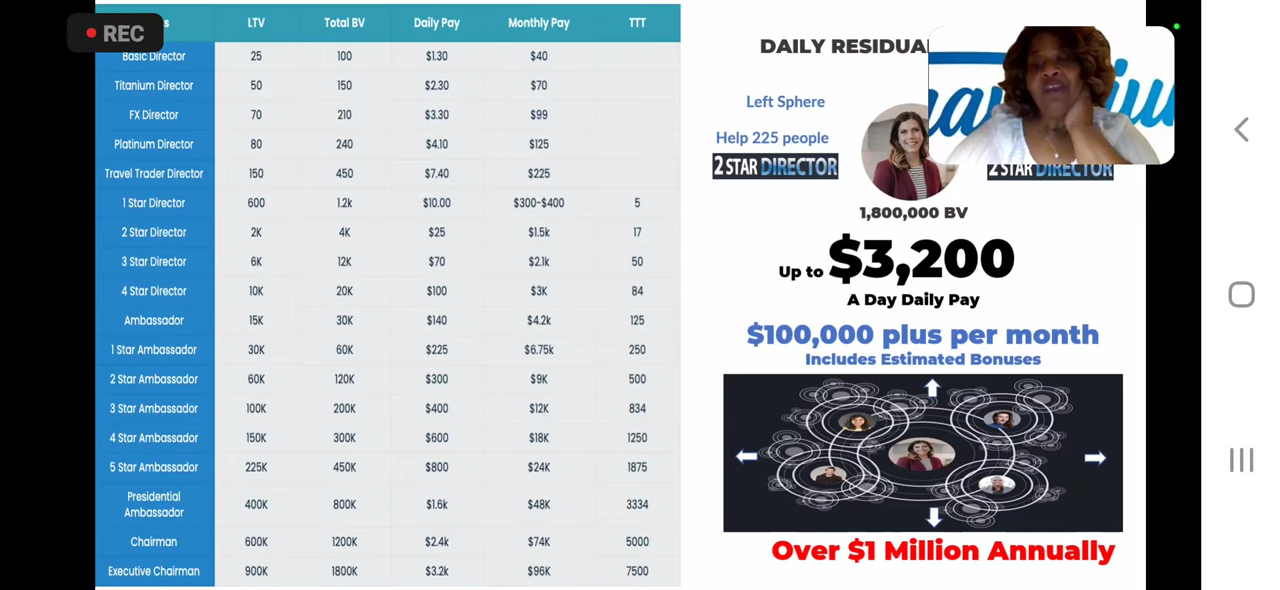 REC
LTV Total BV Daily Pay Monthly Pay TTT
Basic Director 25 100 $1.30 $40
Titanium Director 50 150 $2.30 $70
FX Director 70 210 $3.30 $99
Platinum Director 80 240 $4.10 $125
Travel Trader Director 150 450 $7.40 $225
1 Star Director 600 1.2k $10.00 $300-$400 5
2 Star Director 2K 4K $25 $1.5k 17
3 Star Director 6K 12K $70 $2.1k 50
4 Star Director 10K 20K $100 $3K 84
Ambassador 15K 30K $140 $4.2k 125
1 Star Ambassador 30K 60K $225 $6.75k 250
2 Star Ambassador 60K 120K $300 $9K 500
3 Star Ambassador 100K 200K $400 $12K 834
4 Star Ambassador 150K 300K $600 $18K 1250
5 Star Ambassador 225K 450K $800 $24K 1875
Presidential
Ambassador 400K 800K $1.6k $48K 3334
Chairman 600K 1200K $2.4k $74K 5000
Executive Chairman 900K 1800K $3.2k $96K 7500
DAILY RESIDUA
Left Sphere
Help 225 people
2 STAR DIRECTOR
2 STAR DIRECTOR
1,800,000 BV
Up to $3,200
A Day Daily Pay
$100,000 plus per month
Includes Estimated Bonuses
Over $1 Million Annually